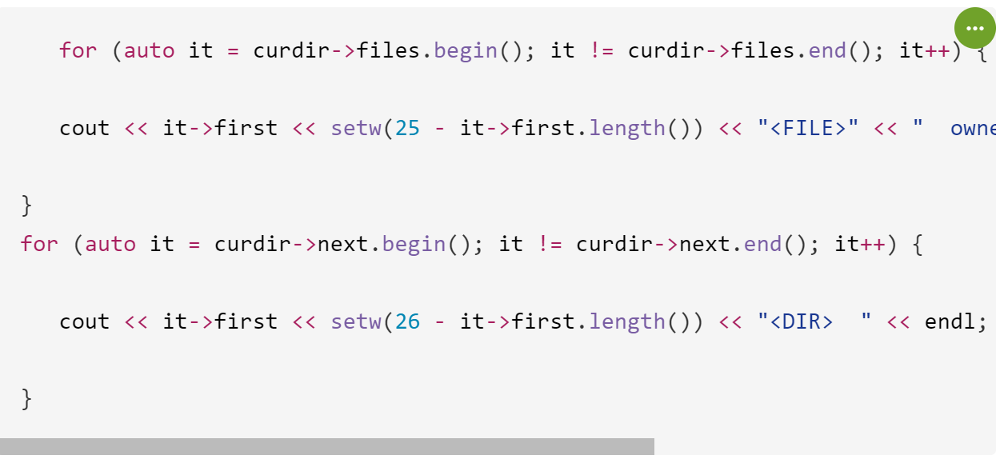 for (auto it = curdir->files.begin(); it != curdir->files.end(); it++) {
cout << it->first << setw(25 - it->first.length()) << "<FILE>" << "  owne
}
for (auto it = curdir->next.begin(); it != curdir->next.end(); it++) {
cout << it->first << setw(26 - it->first.length()) << "<DIR>  " << endl;
}